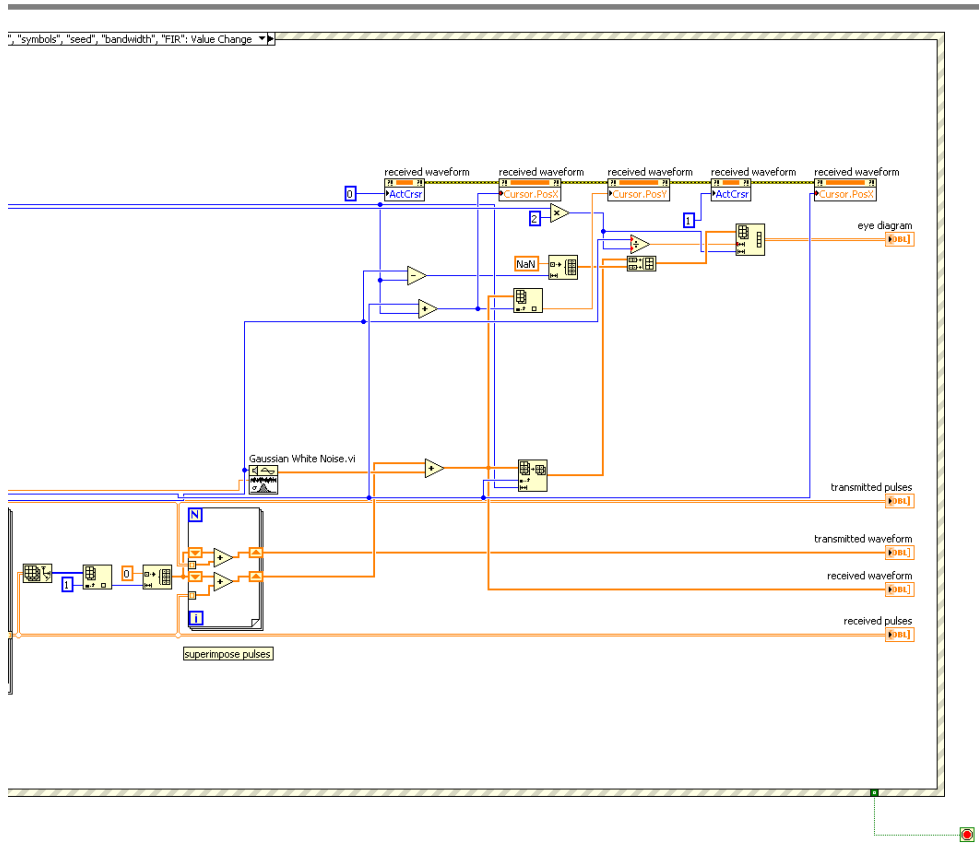 ", "symbols", "seed", "bandwidth", "FIR": Value Change
received waveform
received waveform
received waveform
received waveform
received waveform
0
ActCrsr
Cursor.PosX
Cursor.PosY
ActCrsr
Cursor.PosX
2
1
eye diagram
DBL]
NaN
Gaussian White Noise.vi
transmitted pulses
DBL]
N
transmitted waveform
DBL]
received waveform
DBL]
1
0
i
received pulses
DBL]
superimpose pulses